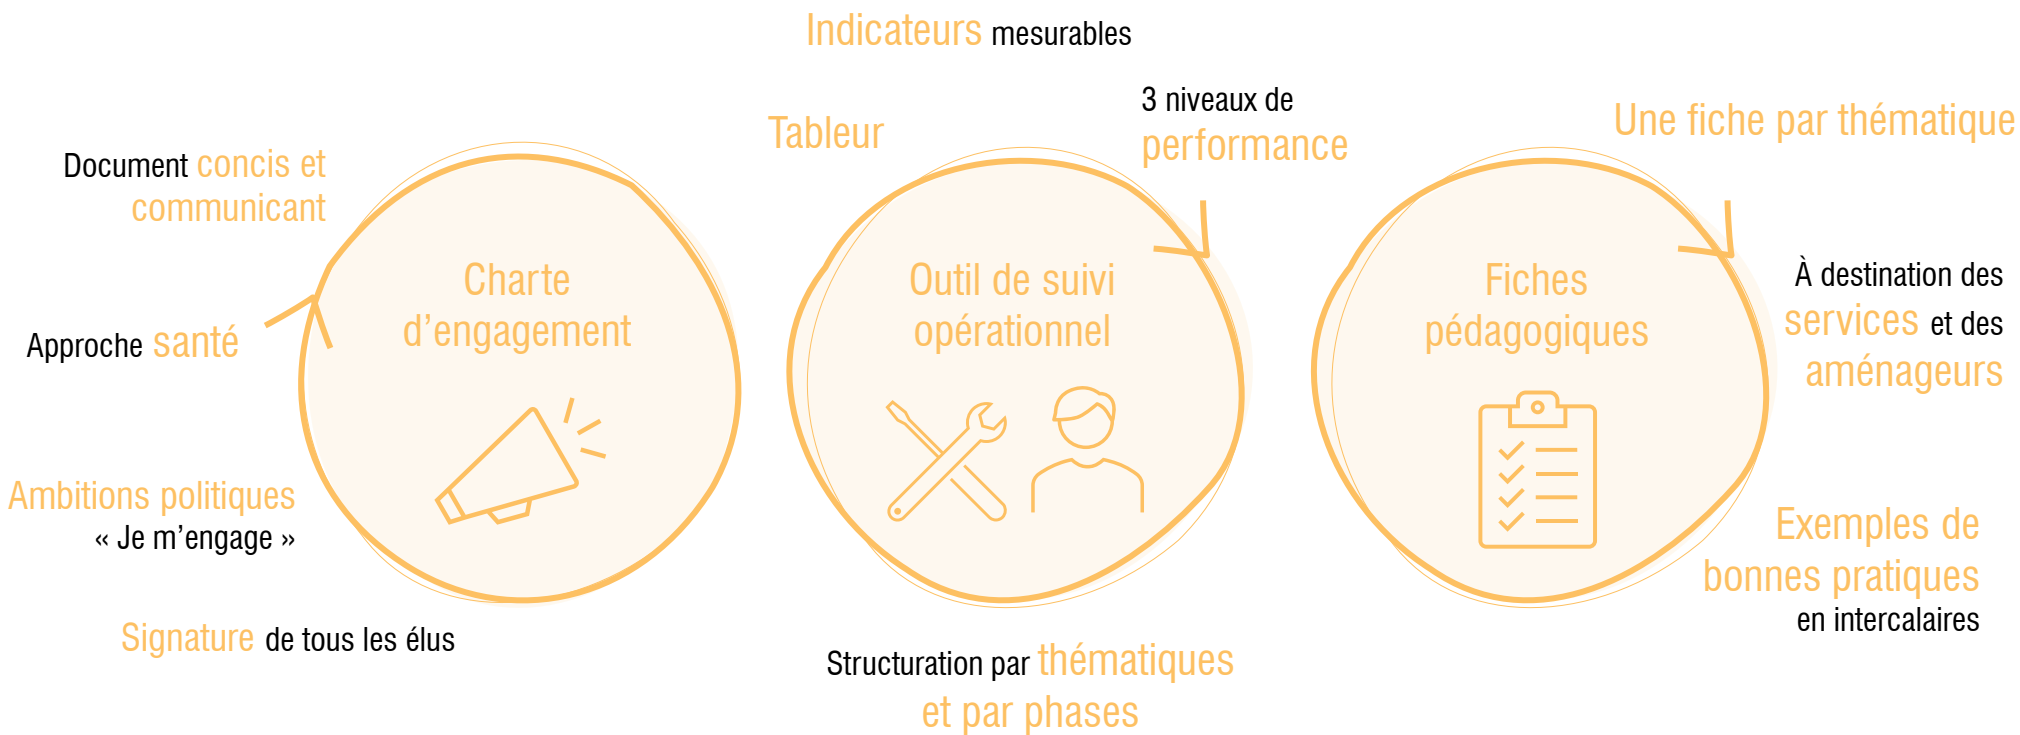 Document concis et
communicant
Approche santé
Ambitions politiques
« Je m’engage »
Signature de tous les élus
Charte
d’engagement
Indicateurs mesurables
Tableur
3 niveaux de
performance
Outil de suivi
opérationnel
Structuration par thématiques
et par phases
Une fiche par thématique
Fiches
pédagogiques
À destination des
services et des
aménageurs
Exemples de
bonnes pratiques
en intercalaires